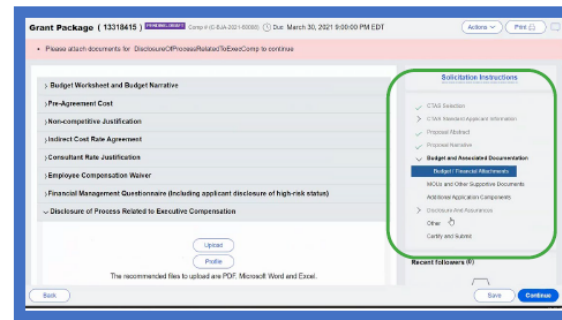 Grant Package ( 13318415 )
Due: March 30, 2021 9:00:00 PM EDT
Actions
Print
• Please attach documents for DisclosureOfProcessRelatedToExecComp to continue
Budget Worksheet and Budget Narrative
Pre-Agreement Cost
Non-competitive Justification
Indirect Cost Rate Agreement
Consultant Rate Justification
Employee Compensation Waiver
Financial Management Questionnaire (including applicant disclosure of high-risk status)
Disclosure of Process Related to Executive Compensation
Upload
Profile
The recommended files to upload are PDF, Microsoft Word and Excel.
Solicitation Instructions
CTAS Selection
CTAS Standard Applicant Information
Proposal Abstract
Proposal Narrative
Budget and Associated Documentation
Budget / Financial Attachments
MOUs and Other Supportive Documents
Additional Application Components
Disclosure And Assurances
Other
Certify and Submit
Recent followers (0)
Back
Save
Continue